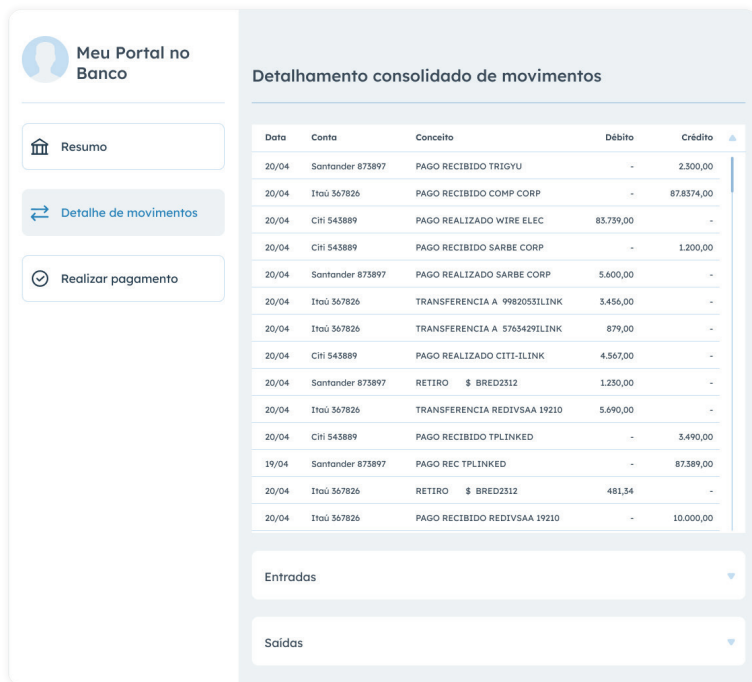 Meu Portal no
Banco
Resumo
Detalhe de movimentos
Realizar pagamento
Detalhamento consolidado de movimentos
Data Conta Conceito Débito Crédito
20/04 Santander 873897 PAGO RECIBIDO TRIGYU - 2.300,00
20/04 Itaú 367826 PAGO RECIBIDO COMP CORP - 87.8374,00
20/04 Citi 543889 PAGO REALIZADO WIRE ELEC 83.739,00 -
20/04 Citi 543889 PAGO RECIBIDO SARBE CORP - 1.200,00
20/04 Santander 873897 PAGO REALIZADO SARBE CORP 5.600,00 -
20/04 Itaú 367826 TRANSFERENCIA A 9982053ILINK 3.456,00 -
20/04 Itaú 367826 TRANSFERENCIA A 5763429ILINK 879,00 -
20/04 Citi 543889 PAGO REALIZADO CITI-ILINK 4.567,00 -
20/04 Santander 873897 RETIRO $ BRED2312 1.230,00 -
20/04 Itaú 367826 TRANSFERENCIA REDIVSAA 19210 5.690,00 -
20/04 Citi 543889 PAGO RECIBIDO TPLINKED - 3.490,00
19/04 Santander 873897 PAGO REC TPLINKED - 87.389,00
20/04 Itaú 367826 RETIRO $ BRED2312 481,34 -
20/04 Itaú 367826 PAGO RECIBIDO REDIVSAA 19210 - 10.000,00
Entradas
Saídas